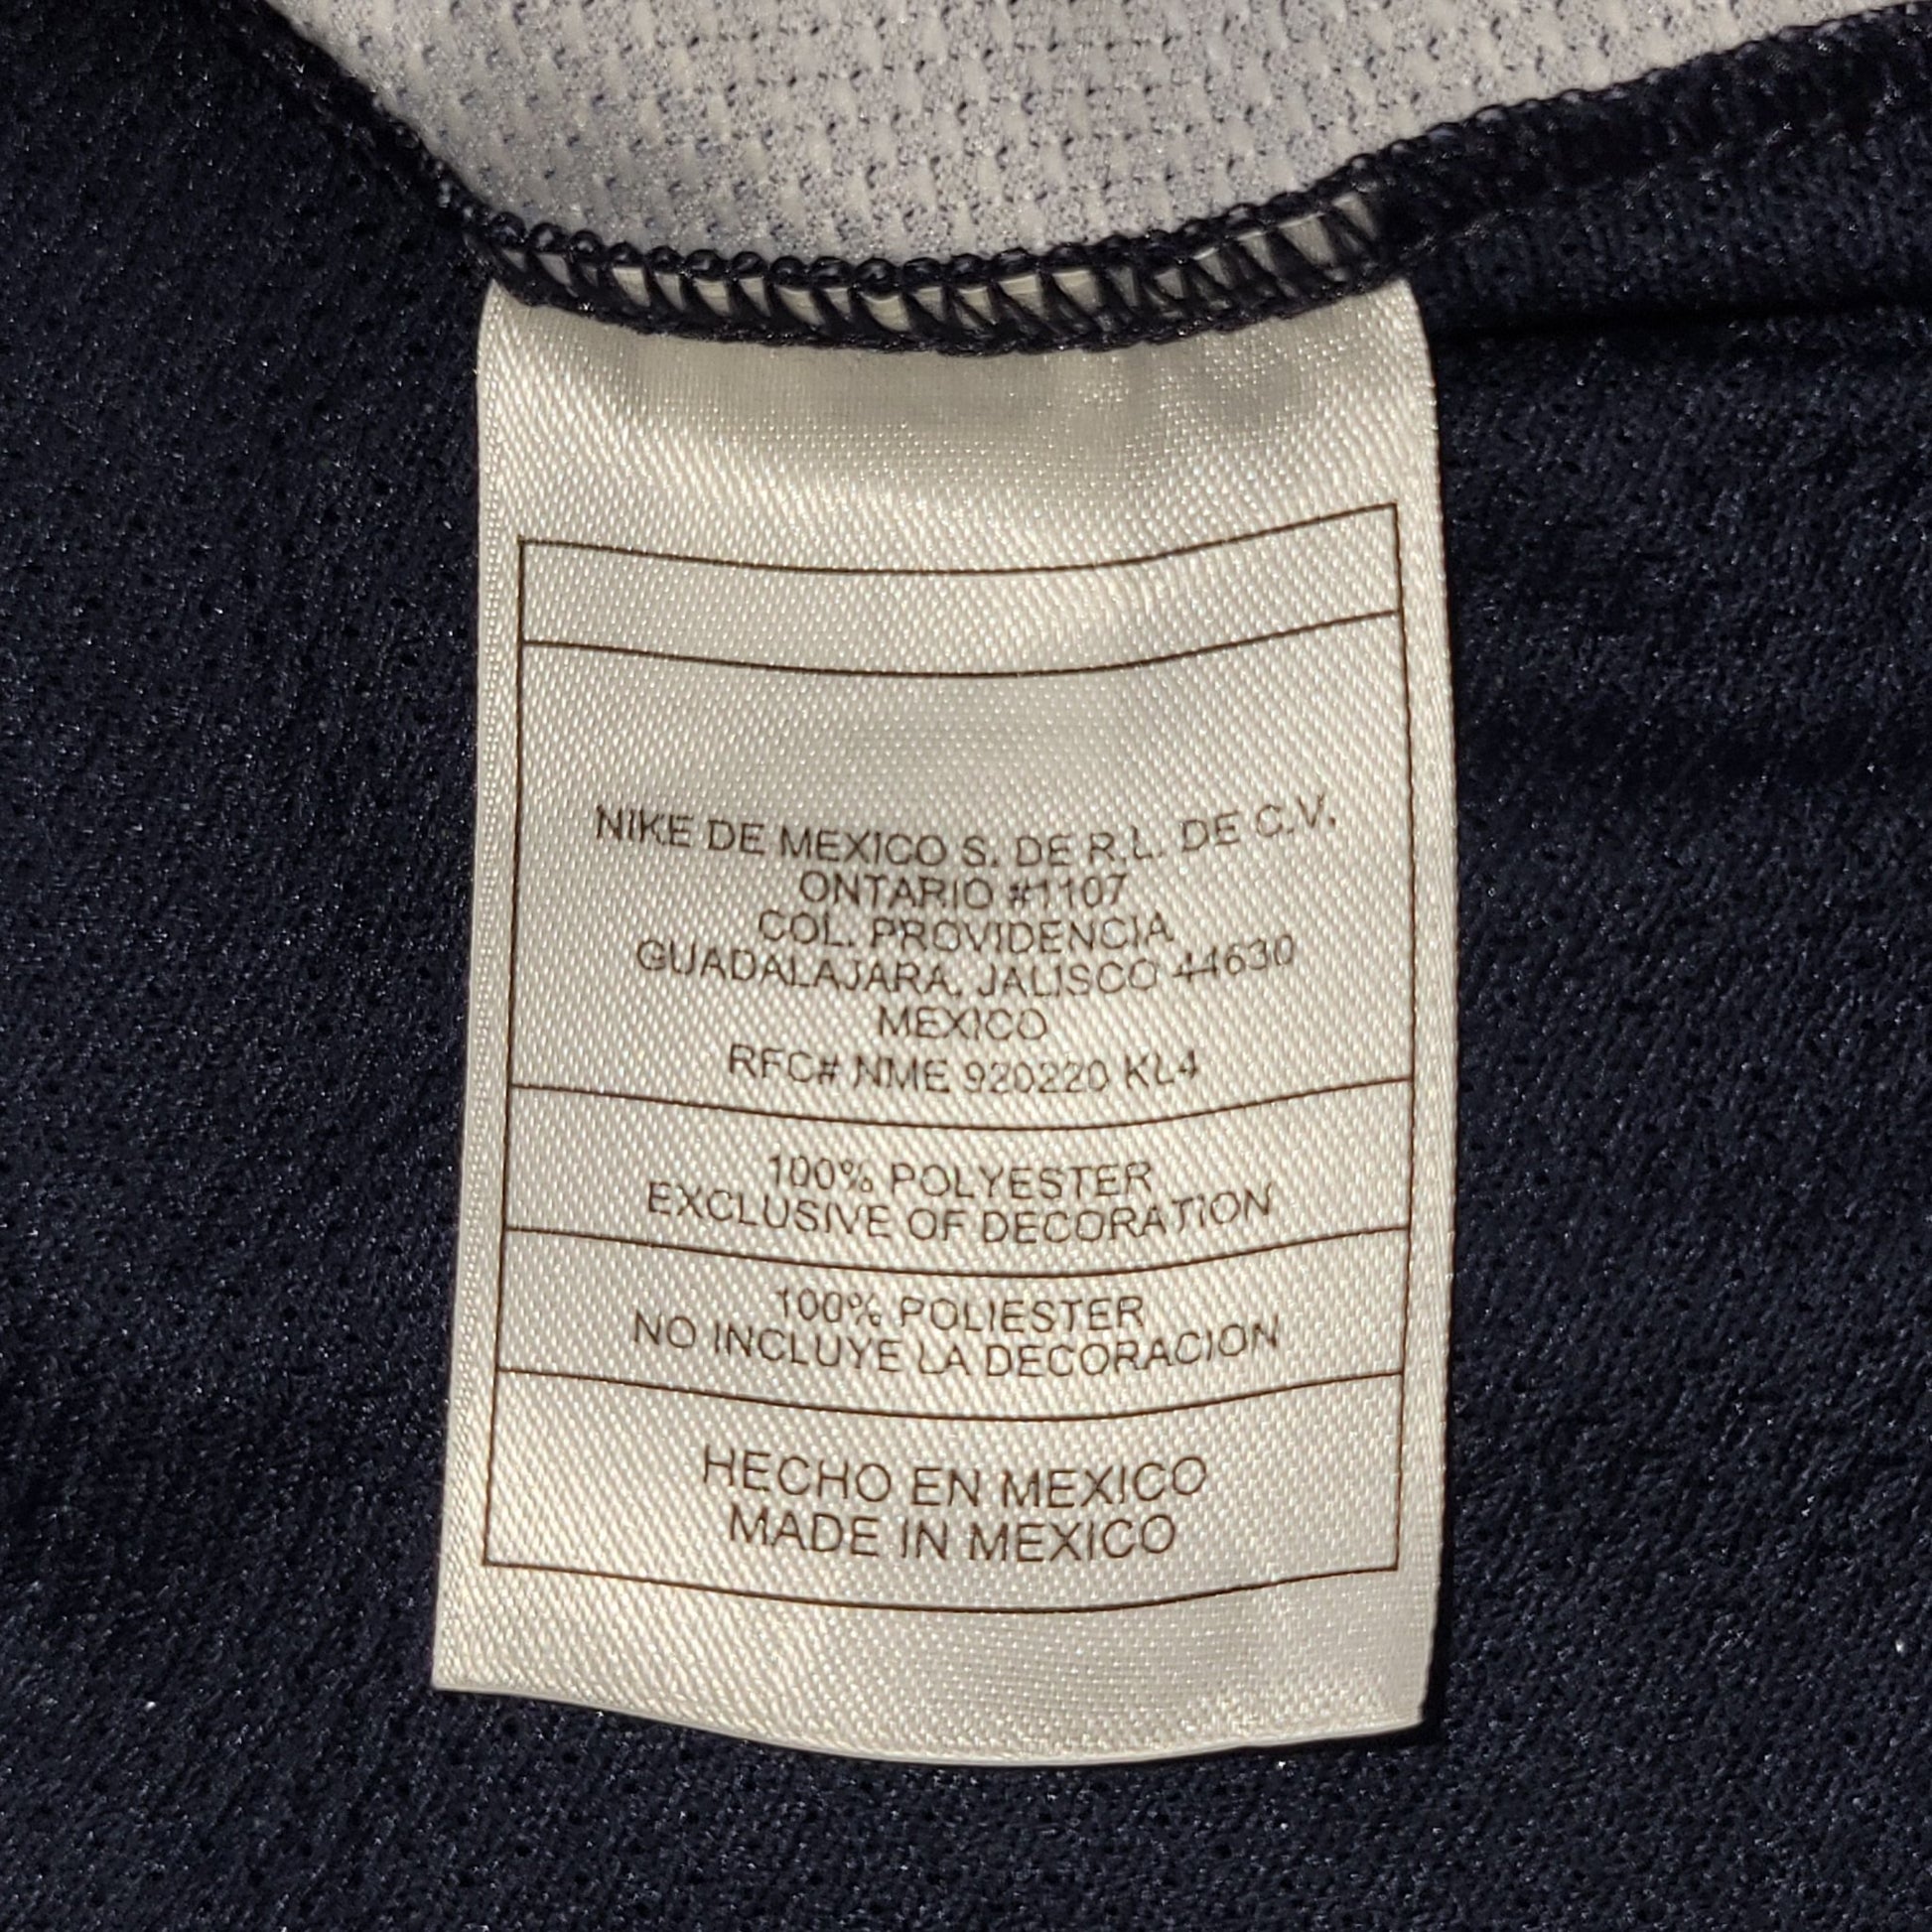 NIKE DE MEXICO S. DE R.L. DE C.V.
ONTARIO #1107
COL. PROVIDENCIA
GUADALAJARA, JALISCO 44630
MEXICO
RFC# NME 920220 KL4
100% POLYESTER
EXCLUSIVE OF DECORATION
100% POLIESTER
NO INCLUYE LA DECORACION
HECHO EN MEXICO
MADE IN MEXICO